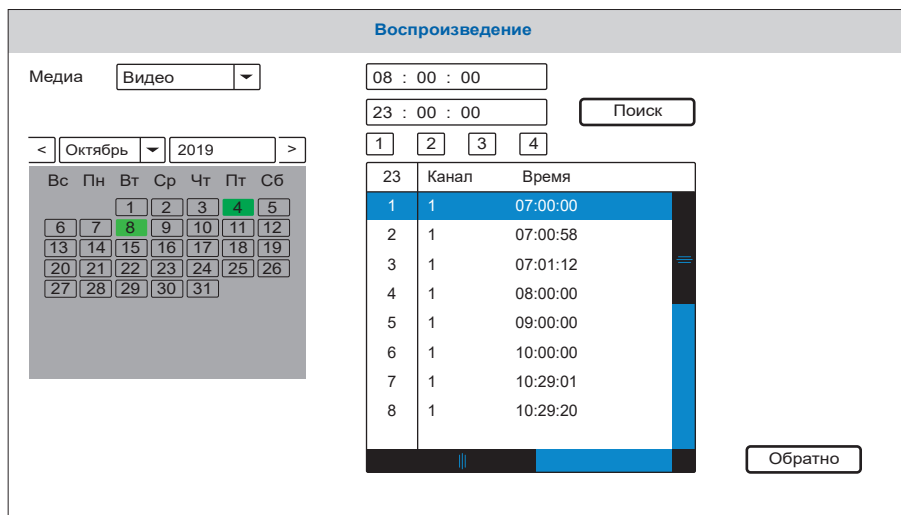 Воспроизведение
Медиа Видео
08 : 00 : 00
23 : 00 : 00 Поиск
< Октябрь 2019 >
1 2 3 4
Вс Пн Вт Ср Чт Пт Сб
1 2 3 4 5
6 7 8 9 10 11 12
13 14 15 16 17 18 19
20 21 22 23 24 25 26
27 28 29 30 31
23 Канал Время
1 1 07:00:00
2 1 07:00:58
3 1 07:01:12
4 1 08:00:00
5 1 09:00:00
6 1 10:00:00
7 1 10:29:01
8 1 10:29:20
Обратно